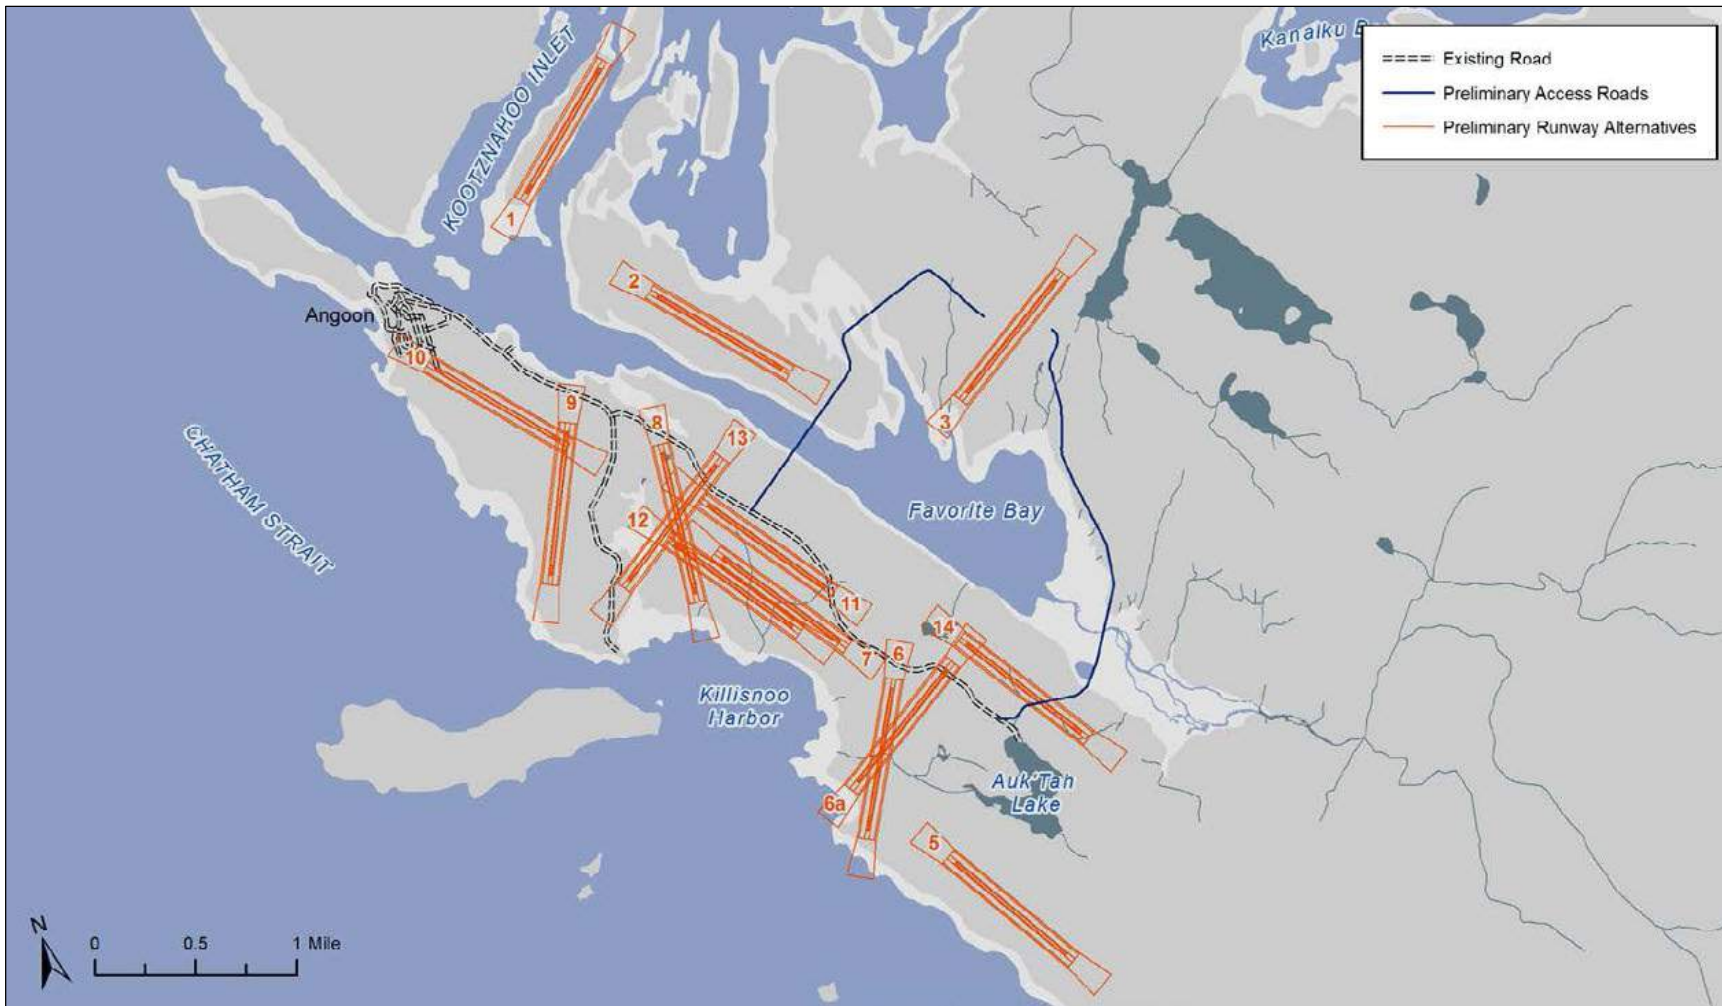 Kanalku
Existing Road
Preliminary Access Roads
Preliminary Runway Alternatives
KOOTZNAHOO INLET
1
2
3
Angoon
10
9
8
13
CHATHAM STRAIT
12
Favorite Bay
11
14
7
6
Killisnoo
Harbor
6a
Auk'Tah
Lake
5
N
0
0.5
1 Mile